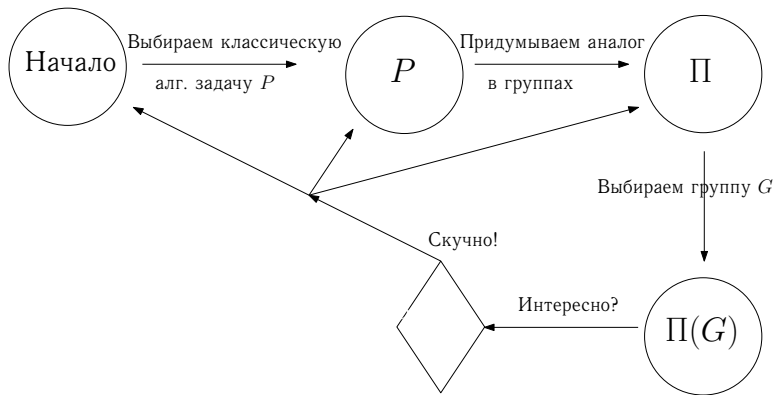 Начало
Выбираем классическую
алг. задачу P
P
Придумываем аналог
в группах
П
Выбираем группу G
Скучно!
Интересно?
П(G)